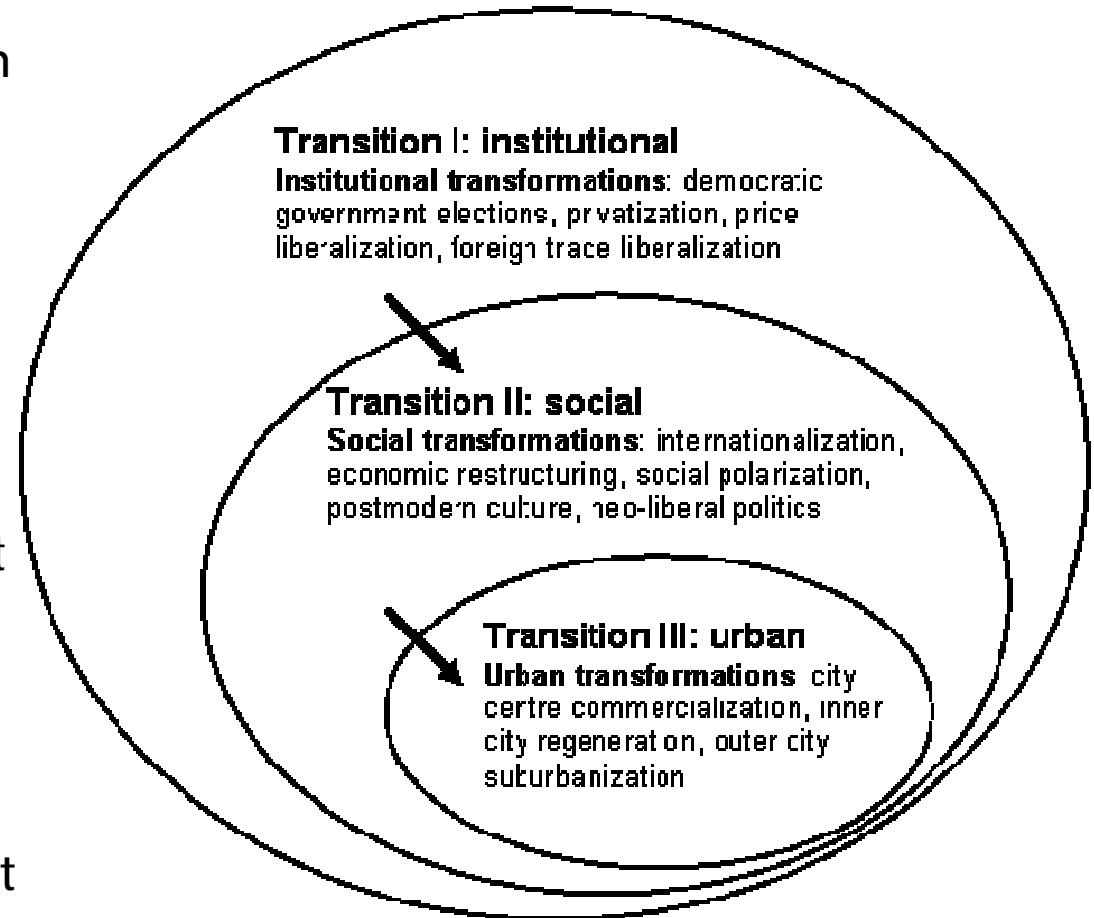 n
Transition I: institutional
Institutional transformations: democratic
government elections, privatization, price
liberalization, foreign trace liberalization
Transition II: social
Social transformations: internationalization,
economic restructuring, social polarization,
postmodern culture, neo-liberal politics
t
Transition III: urban
Urban transformations city
centre commercialization, inner
city regeneration, outer city
suburbanization
t